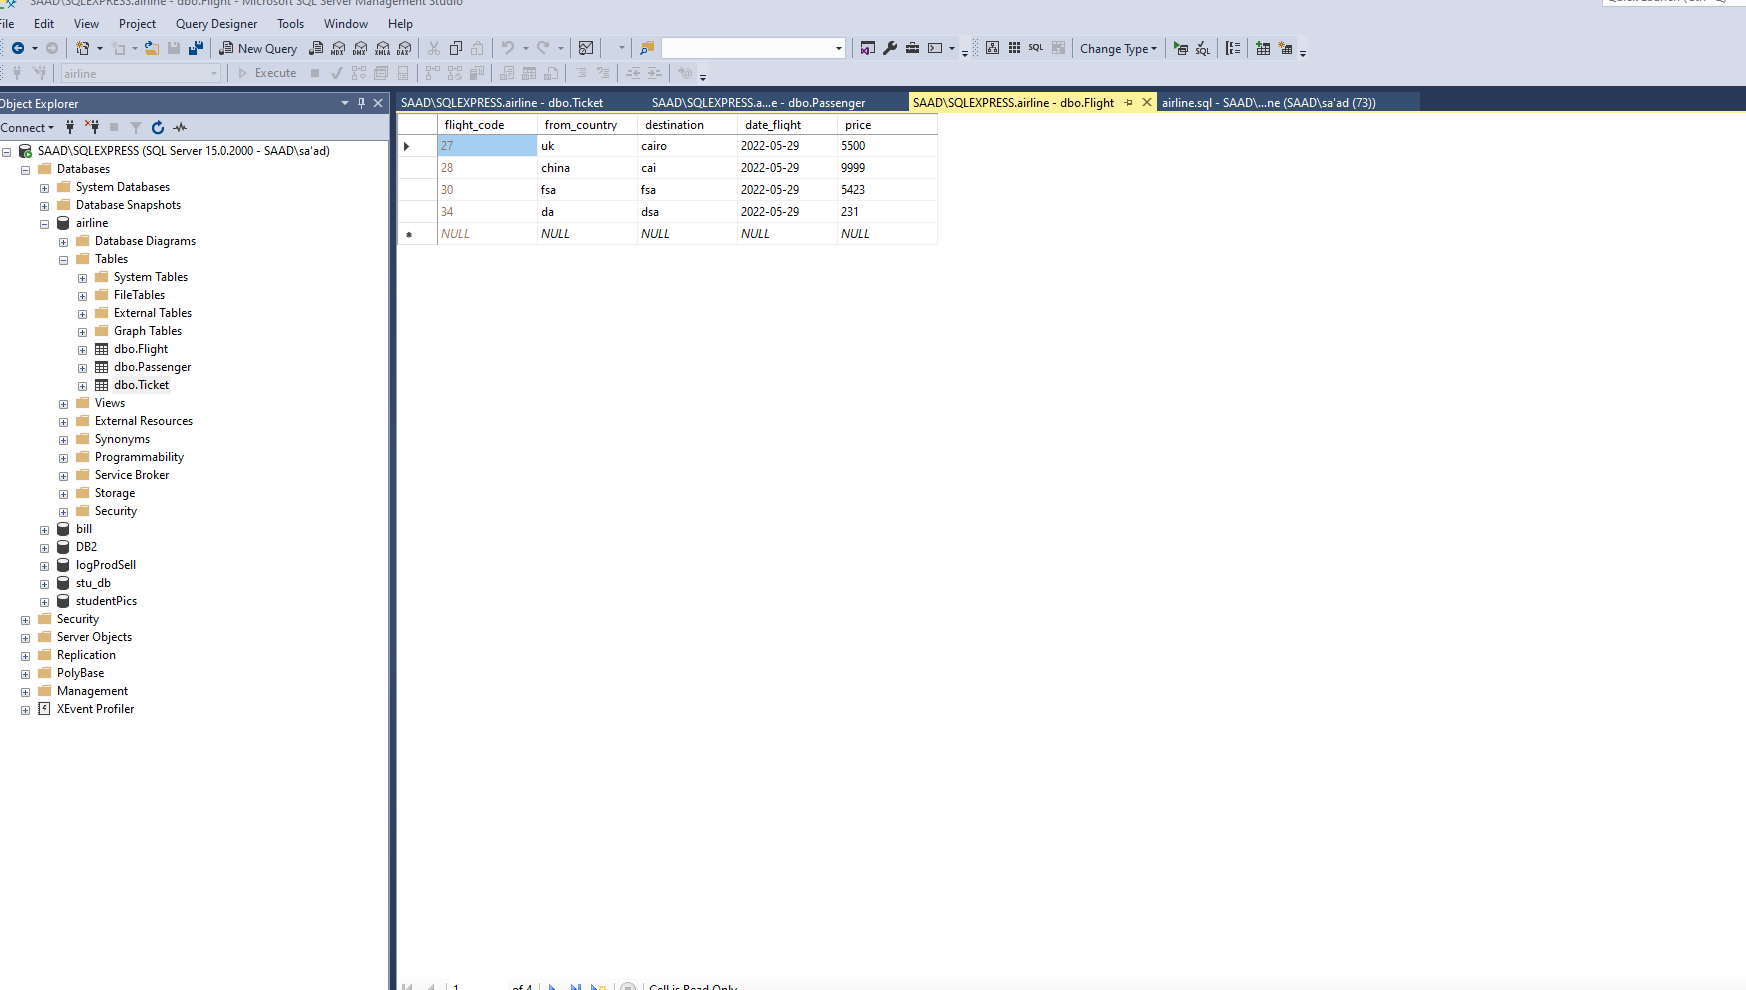 SAAD\SQLEXPRESS.airline - dbo.Flight - Microsoft SQL Server Management Studio
File Edit View Project Query Designer Tools Window Help
New Query MDX DMX XMLA DAX SQL Change Type SQL
airline Execute
Object Explorer
SAAD\SQLEXPRESS.airline - dbo.Ticket SAAD\SQLEXPRESS.a...e - dbo.Passenger SAAD\SQLEXPRESS.airline - dbo.Flight airline.sql - SAAD\...ne (SAAD\sa'ad (73))
Connect
flight_code from_country destination date_flight price
27 uk cairo 2022-05-29 5500
28 china cai 2022-05-29 9999
30 fsa fsa 2022-05-29 5423
34 da dsa 2022-05-29 231
NULL NULL NULL NULL NULL
SAAD\SQLEXPRESS (SQL Server 15.0.2000 - SAAD\sa'ad)
Databases
System Databases
Database Snapshots
airline
Database Diagrams
Tables
System Tables
FileTables
External Tables
Graph Tables
dbo.Flight
dbo.Passenger
dbo.Ticket
Views
External Resources
Synonyms
Programmability
Service Broker
Storage
Security
bill
DB2
logProdSell
stu_db
studentPics
Security
Server Objects
Replication
PolyBase
Management
XEvent Profiler
1 of 4 Cell is Read Only